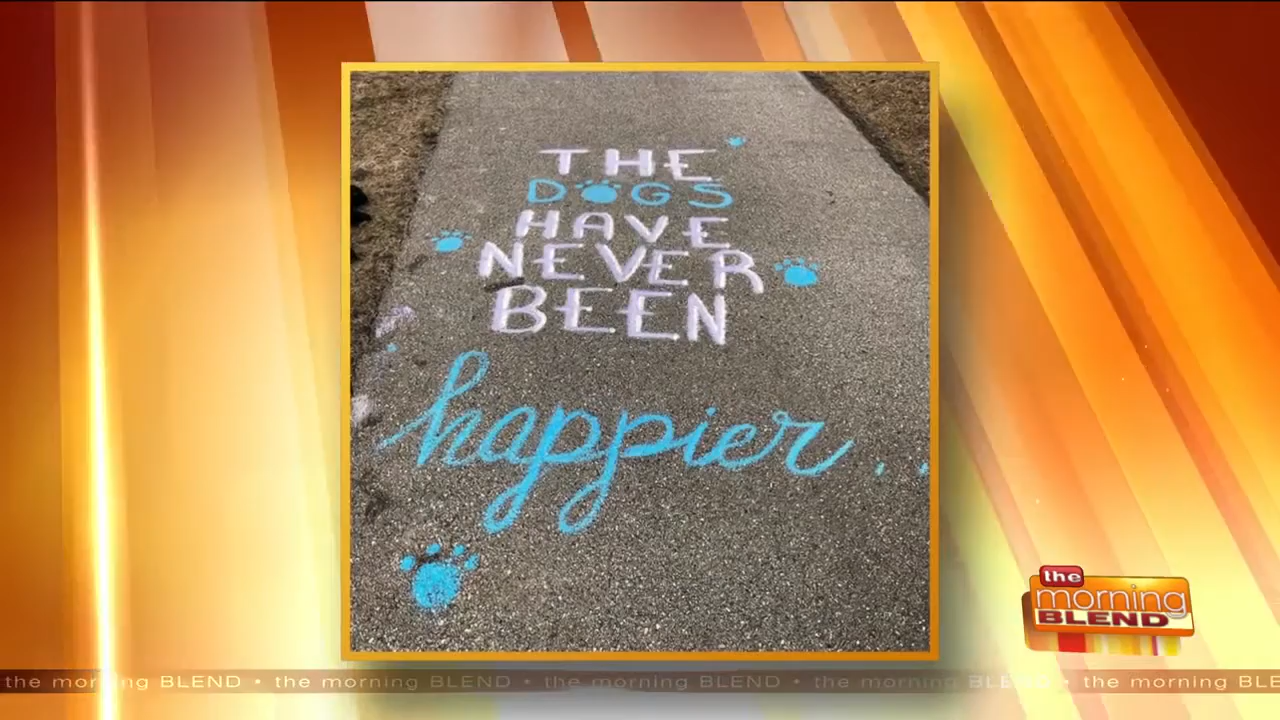 THE
DOGS
HAVE
NEVER
BEEN
happier...
the
morning
BLEND
the morning BLEND • the morning BLEND • the morning BLEND • the morning BLEND • the morning BLE